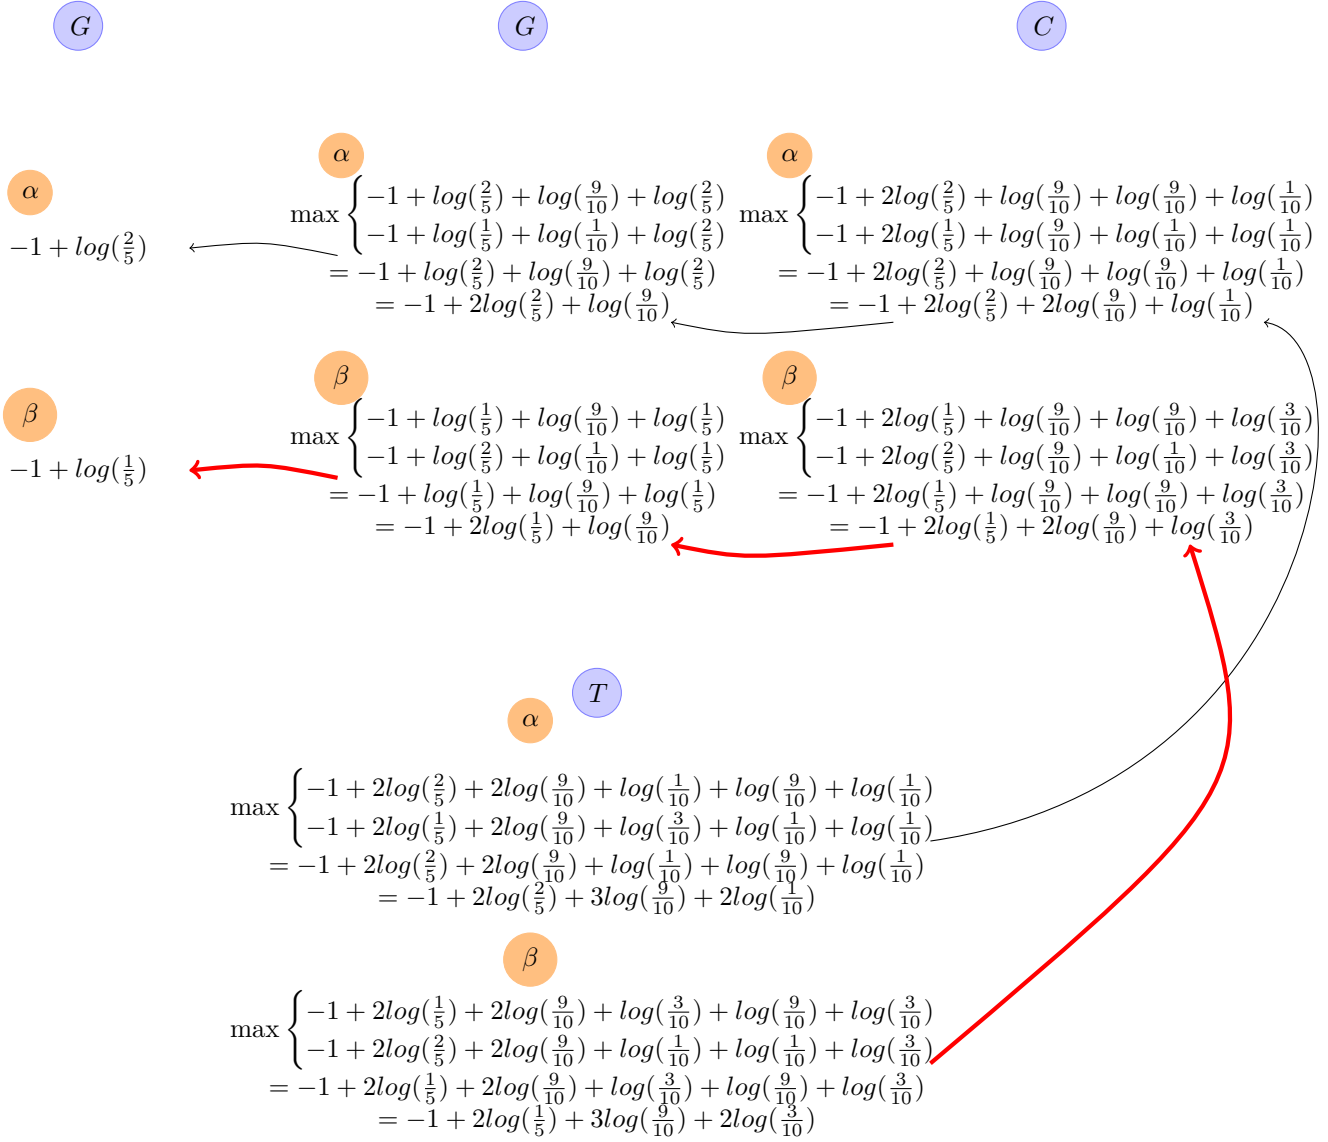 G G C
α
-1 + log(2/5)
α
max { -1 + log(2/5) + log(9/10) + log(2/5)
-1 + log(1/5) + log(1/10) + log(2/5)
= -1 + log(2/5) + log(9/10) + log(2/5)
= -1 + 2log(2/5) + log(9/10)
α
max { -1 + 2log(2/5) + log(9/10) + log(9/10) + log(1/10)
-1 + 2log(1/5) + log(9/10) + log(1/10) + log(1/10)
= -1 + 2log(2/5) + log(9/10) + log(9/10) + log(1/10)
= -1 + 2log(2/5) + 2log(9/10) + log(1/10)
β
-1 + log(1/5)
β
max { -1 + log(1/5) + log(9/10) + log(1/5)
-1 + log(2/5) + log(1/10) + log(1/5)
= -1 + log(1/5) + log(9/10) + log(1/5)
= -1 + 2log(1/5) + log(9/10)
β
max { -1 + 2log(1/5) + log(9/10) + log(9/10) + log(3/10)
-1 + 2log(2/5) + log(9/10) + log(1/10) + log(3/10)
= -1 + 2log(1/5) + log(9/10) + log(9/10) + log(3/10)
= -1 + 2log(1/5) + 2log(9/10) + log(3/10)
T
α
max { -1 + 2log(2/5) + 2log(9/10) + log(1/10) + log(9/10) + log(1/10)
-1 + 2log(1/5) + 2log(9/10) + log(3/10) + log(1/10) + log(1/10)
= -1 + 2log(2/5) + 2log(9/10) + log(1/10) + log(9/10) + log(1/10)
= -1 + 2log(2/5) + 3log(9/10) + 2log(1/10)
β
max { -1 + 2log(1/5) + 2log(9/10) + log(3/10) + log(9/10) + log(3/10)
-1 + 2log(2/5) + 2log(9/10) + log(1/10) + log(1/10) + log(3/10)
= -1 + 2log(1/5) + 2log(9/10) + log(3/10) + log(9/10) + log(3/10)
= -1 + 2log(1/5) + 3log(9/10) + 2log(3/10)